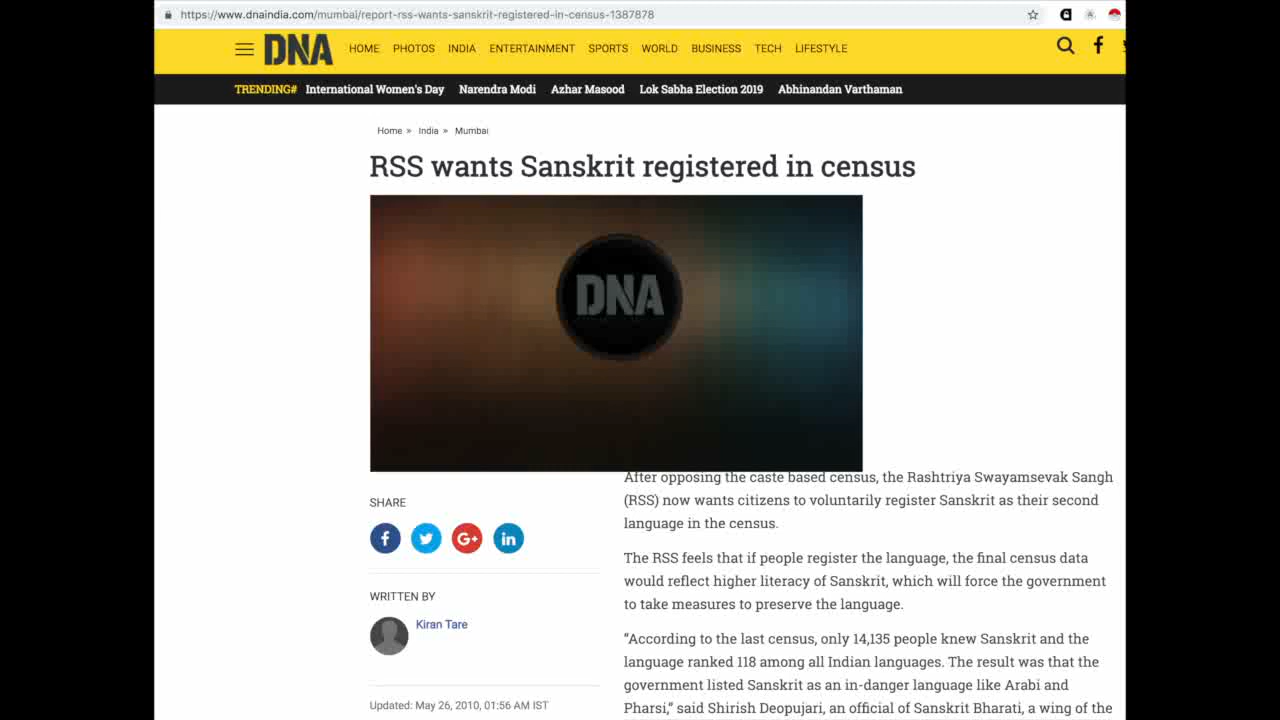 https://www.dnaindia.com/mumbai/report-rss-wants-sanskrit-registered-in-census-1387878
DNA HOME PHOTOS INDIA ENTERTAINMENT SPORTS WORLD BUSINESS TECH LIFESTYLE
TRENDING# International Women's Day Narendra Modi Azhar Masood Lok Sabha Election 2019 Abhinandan Varthaman
Home » India » Mumbai
RSS wants Sanskrit registered in census
DNA
After opposing the caste based census, the Rashtriya Swayamsevak Sangh
(RSS) now wants citizens to voluntarily register Sanskrit as their second
language in the census.
The RSS feels that if people register the language, the final census data
would reflect higher literacy of Sanskrit, which will force the government
to take measures to preserve the language.
"According to the last census, only 14,135 people knew Sanskrit and the
language ranked 118 among all Indian languages. The result was that the
government listed Sanskrit as an in-danger language like Arabi and
Pharsi," said Shirish Deopujari, an official of Sanskrit Bharati, a wing of the
SHARE
f G+ in
WRITTEN BY
Kiran Tare
Updated: May 26, 2010, 01:56 AM IST